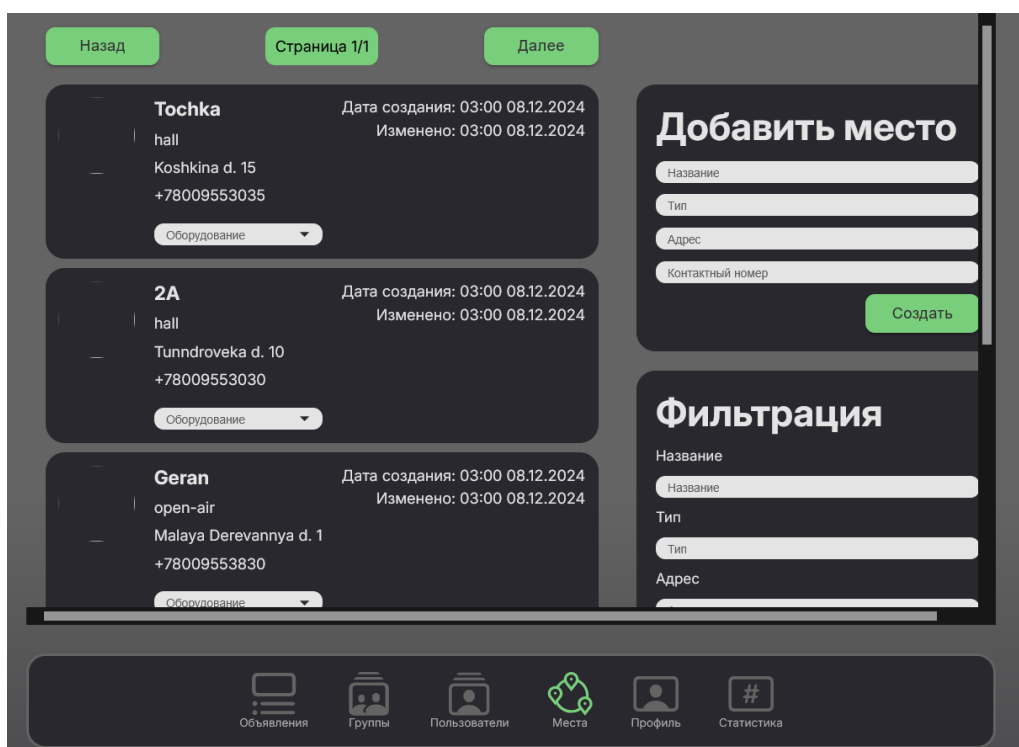 Назад
Страница 1/1
Далее
Tochka
Дата создания: 03:00 08.12.2024
Изменено: 03:00 08.12.2024
hall
Koshkina d. 15
+78009553035
Оборудование
2A
Дата создания: 03:00 08.12.2024
Изменено: 03:00 08.12.2024
hall
Tunndroveka d. 10
+78009553030
Оборудование
Geran
Дата создания: 03:00 08.12.2024
Изменено: 03:00 08.12.2024
open-air
Malaya Derevannya d. 1
+78009553830
Оборудование
Добавить место
Название
Тип
Адрес
Контактный номер
Создать
Фильтрация
Название
Название
Тип
Тип
Адрес
Объявления
Группы
Пользователи
Места
Профиль
Статистика